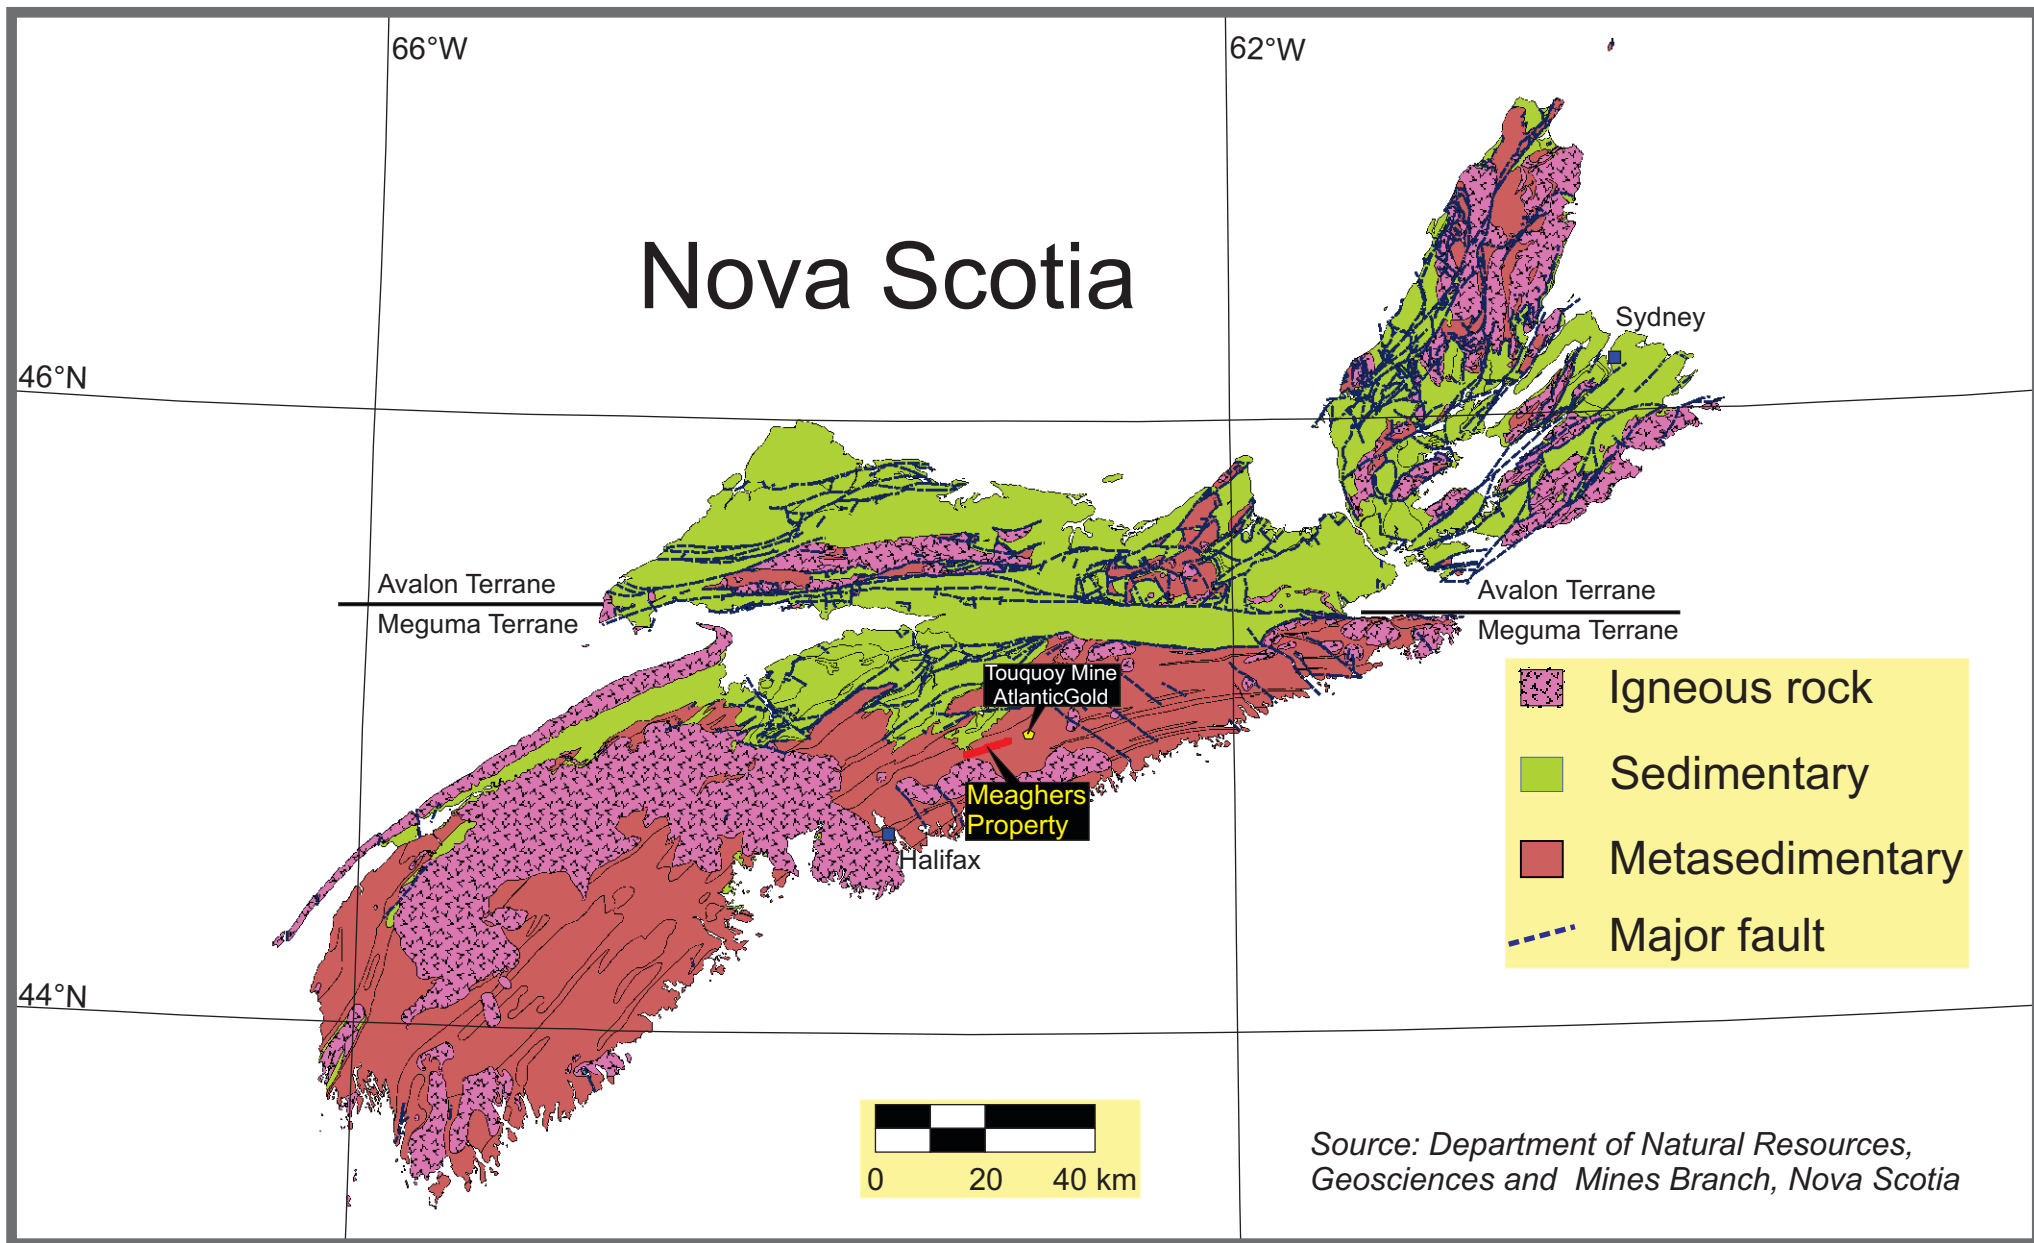 66°W
62°W
Nova Scotia
Sydney
46°N
Avalon Terrane
Meguma Terrane
Avalon Terrane
Meguma Terrane
Touquoy Mine
AtlanticGold
Meaghers
Property
Halifax
Igneous rock
Sedimentary
Metasedimentary
Major fault
44°N
0 20 40 km
Source: Department of Natural Resources,
Geosciences and Mines Branch, Nova Scotia